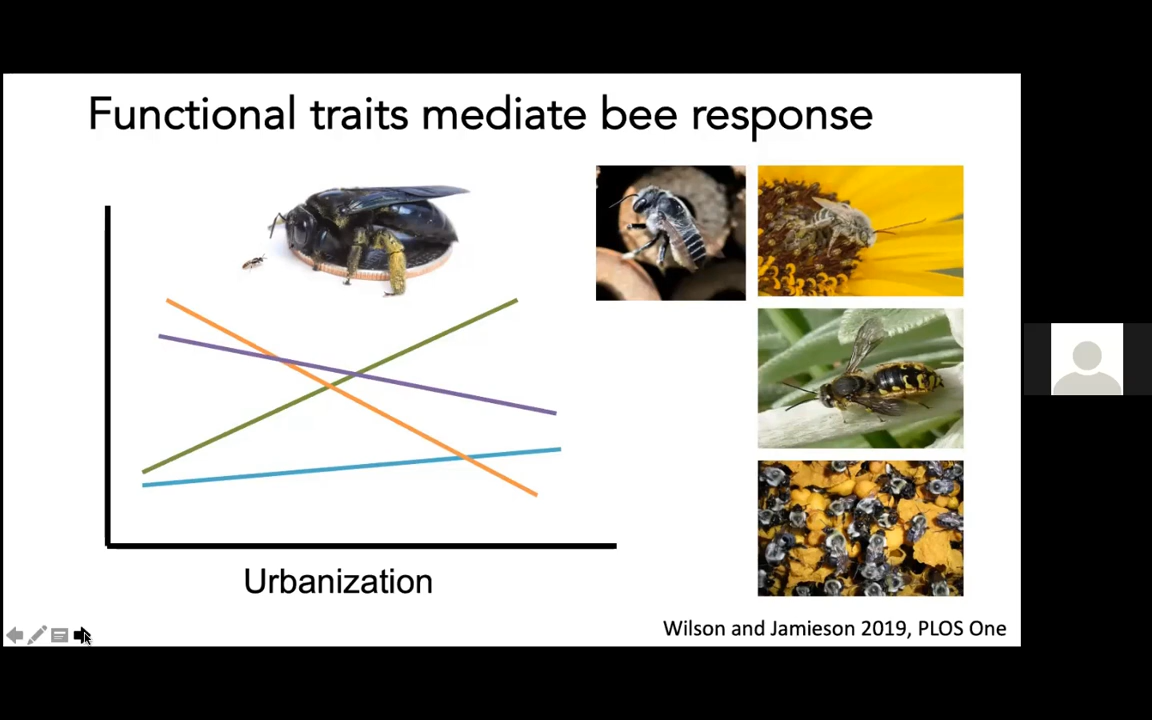 Functional traits mediate bee response
Urbanization
Wilson and Jamieson 2019, PLOS One